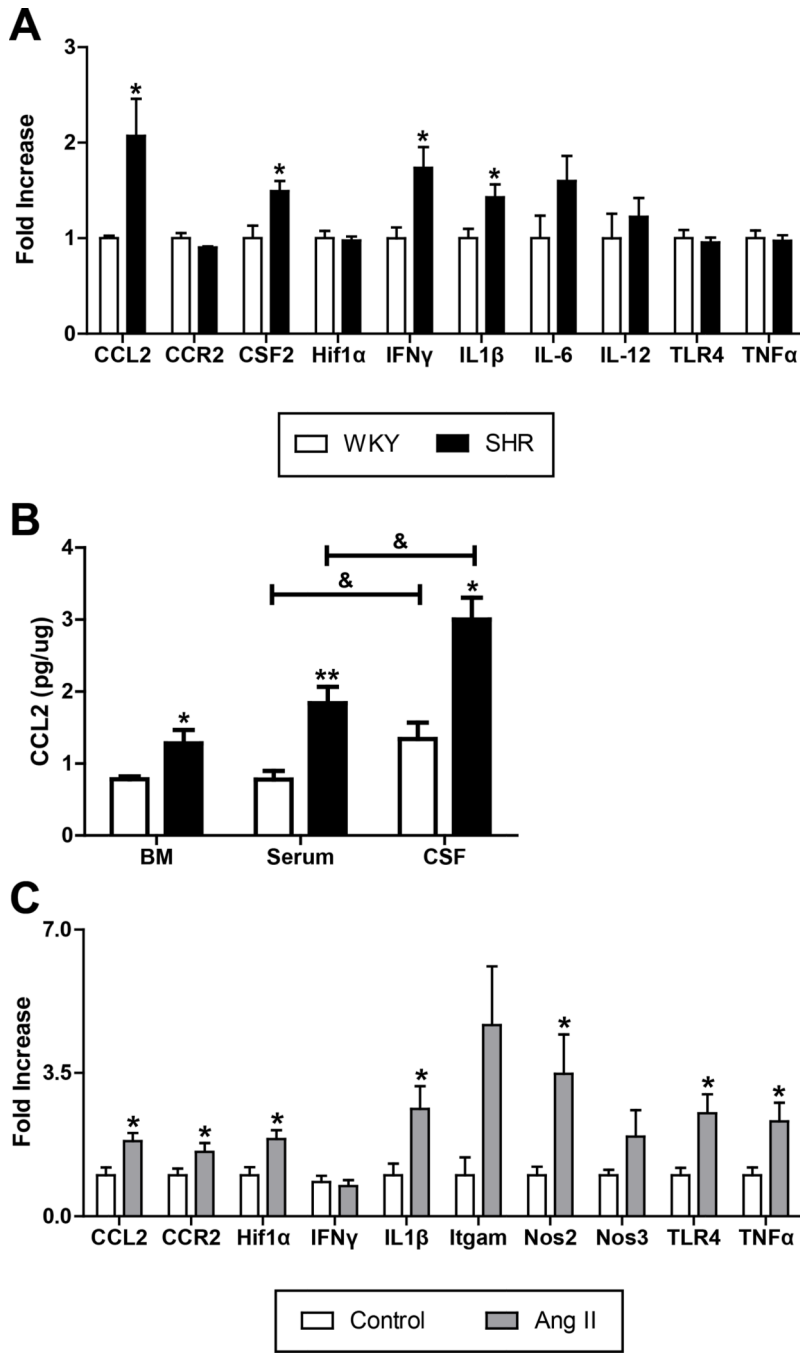 A
3
*
*
*
*
2
1
0
Fold Increase
CCL2 CCR2 CSF2 Hif1α IFNγ IL1β IL-6 IL-12 TLR4 TNFα
WKY SHR
B
4
&
&
*
3
**
2
*
1
0
CCL2 (pg/ug)
BM Serum CSF
C
7.0
*
3.5
*
*
*
*
*
*
0.0
Fold Increase
CCL2 CCR2 Hif1α IFNγ IL1β Itgam Nos2 Nos3 TLR4 TNFα
Control Ang II